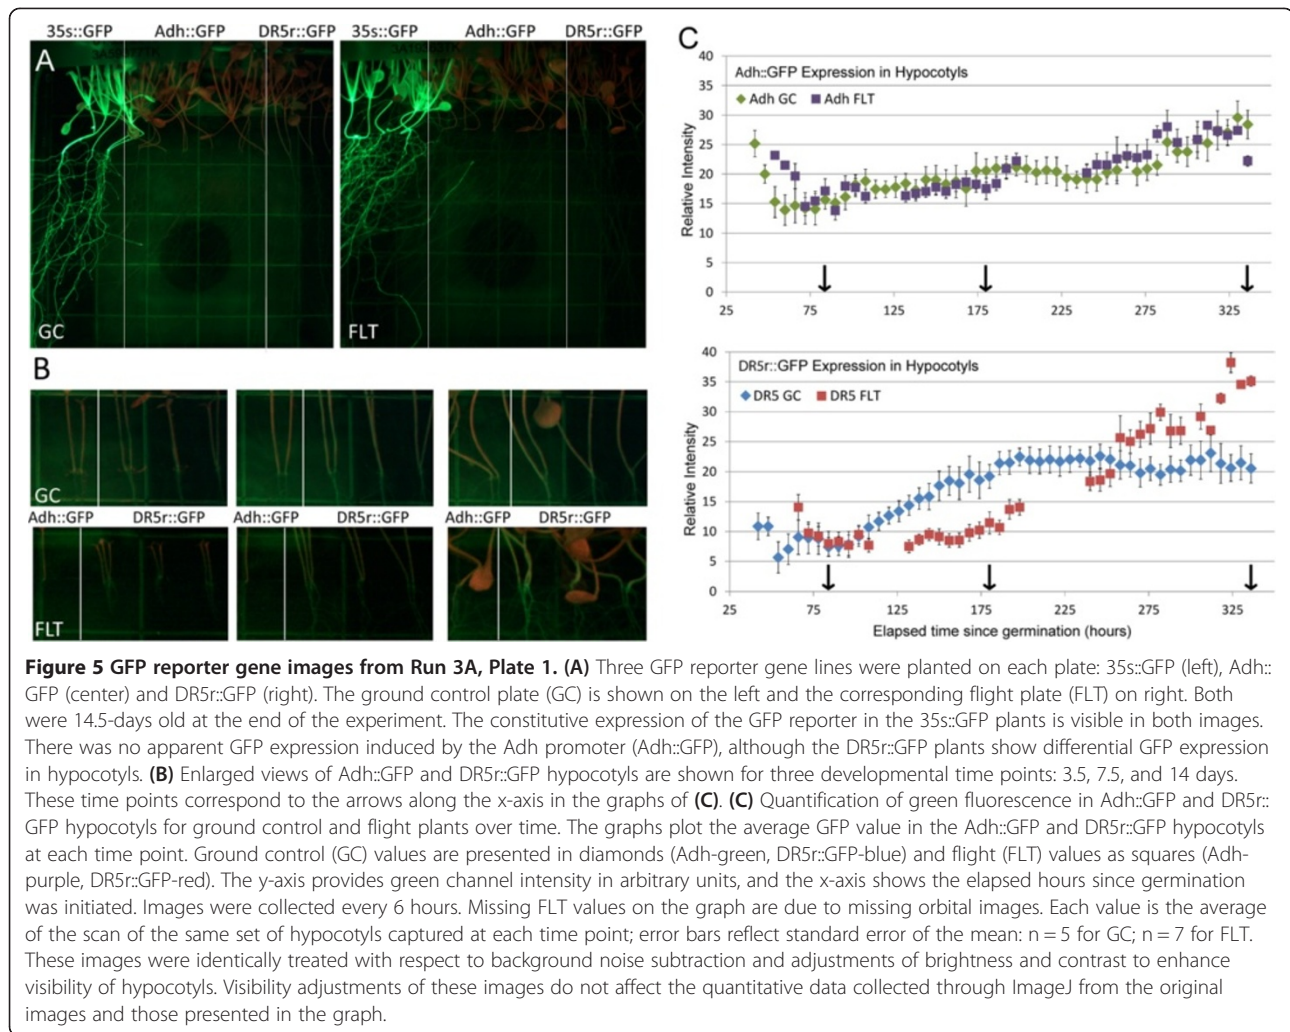 35s::GFP Adh::GFP DR5r::GFP 35s::GFP Adh::GFP DR5r::GFP
A
GC
FLT
B
GC
Adh::GFP DR5r::GFP Adh::GFP DR5r::GFP Adh::GFP DR5r::GFP
FLT
C
Adh::GFP Expression in Hypocotyls
Adh GC Adh FLT
Relative Intensity
40
35
30
25
20
15
10
5
0
25 75 125 175 225 275 325
DR5r::GFP Expression in Hypocotyls
DR5 GC DR5 FLT
Relative Intensity
40
35
30
25
20
15
10
5
0
25 75 125 175 225 275 325
Elapsed time since germination (hours)
Figure 5 GFP reporter gene images from Run 3A, Plate 1. (A) Three GFP reporter gene lines were planted on each plate: 35s::GFP (left), Adh::
GFP (center) and DR5r::GFP (right). The ground control plate (GC) is shown on the left and the corresponding flight plate (FLT) on right. Both
were 14.5-days old at the end of the experiment. The constitutive expression of the GFP reporter in the 35s::GFP plants is visible in both images.
There was no apparent GFP expression induced by the Adh promoter (Adh::GFP), although the DR5r::GFP plants show differential GFP expression
in hypocotyls. (B) Enlarged views of Adh::GFP and DR5r::GFP hypocotyls are shown for three developmental time points: 3.5, 7.5, and 14 days.
These time points correspond to the arrows along the x-axis in the graphs of (C). (C) Quantification of green fluorescence in Adh::GFP and DR5r::
GFP hypocotyls for ground control and flight plants over time. The graphs plot the average GFP value in the Adh::GFP and DR5r::GFP hypocotyls
at each time point. Ground control (GC) values are presented in diamonds (Adh-green, DR5r::GFP-blue) and flight (FLT) values as squares (Adh-
purple, DR5r::GFP-red). The y-axis provides green channel intensity in arbitrary units, and the x-axis shows the elapsed hours since germination
was initiated. Images were collected every 6 hours. Missing FLT values on the graph are due to missing orbital images. Each value is the average
of the scan of the same set of hypocotyls captured at each time point; error bars reflect standard error of the mean: n = 5 for GC; n = 7 for FLT.
These images were identically treated with respect to background noise subtraction and adjustments of brightness and contrast to enhance
visibility of hypocotyls. Visibility adjustments of these images do not affect the quantitative data collected through ImageJ from the original
images and those presented in the graph.